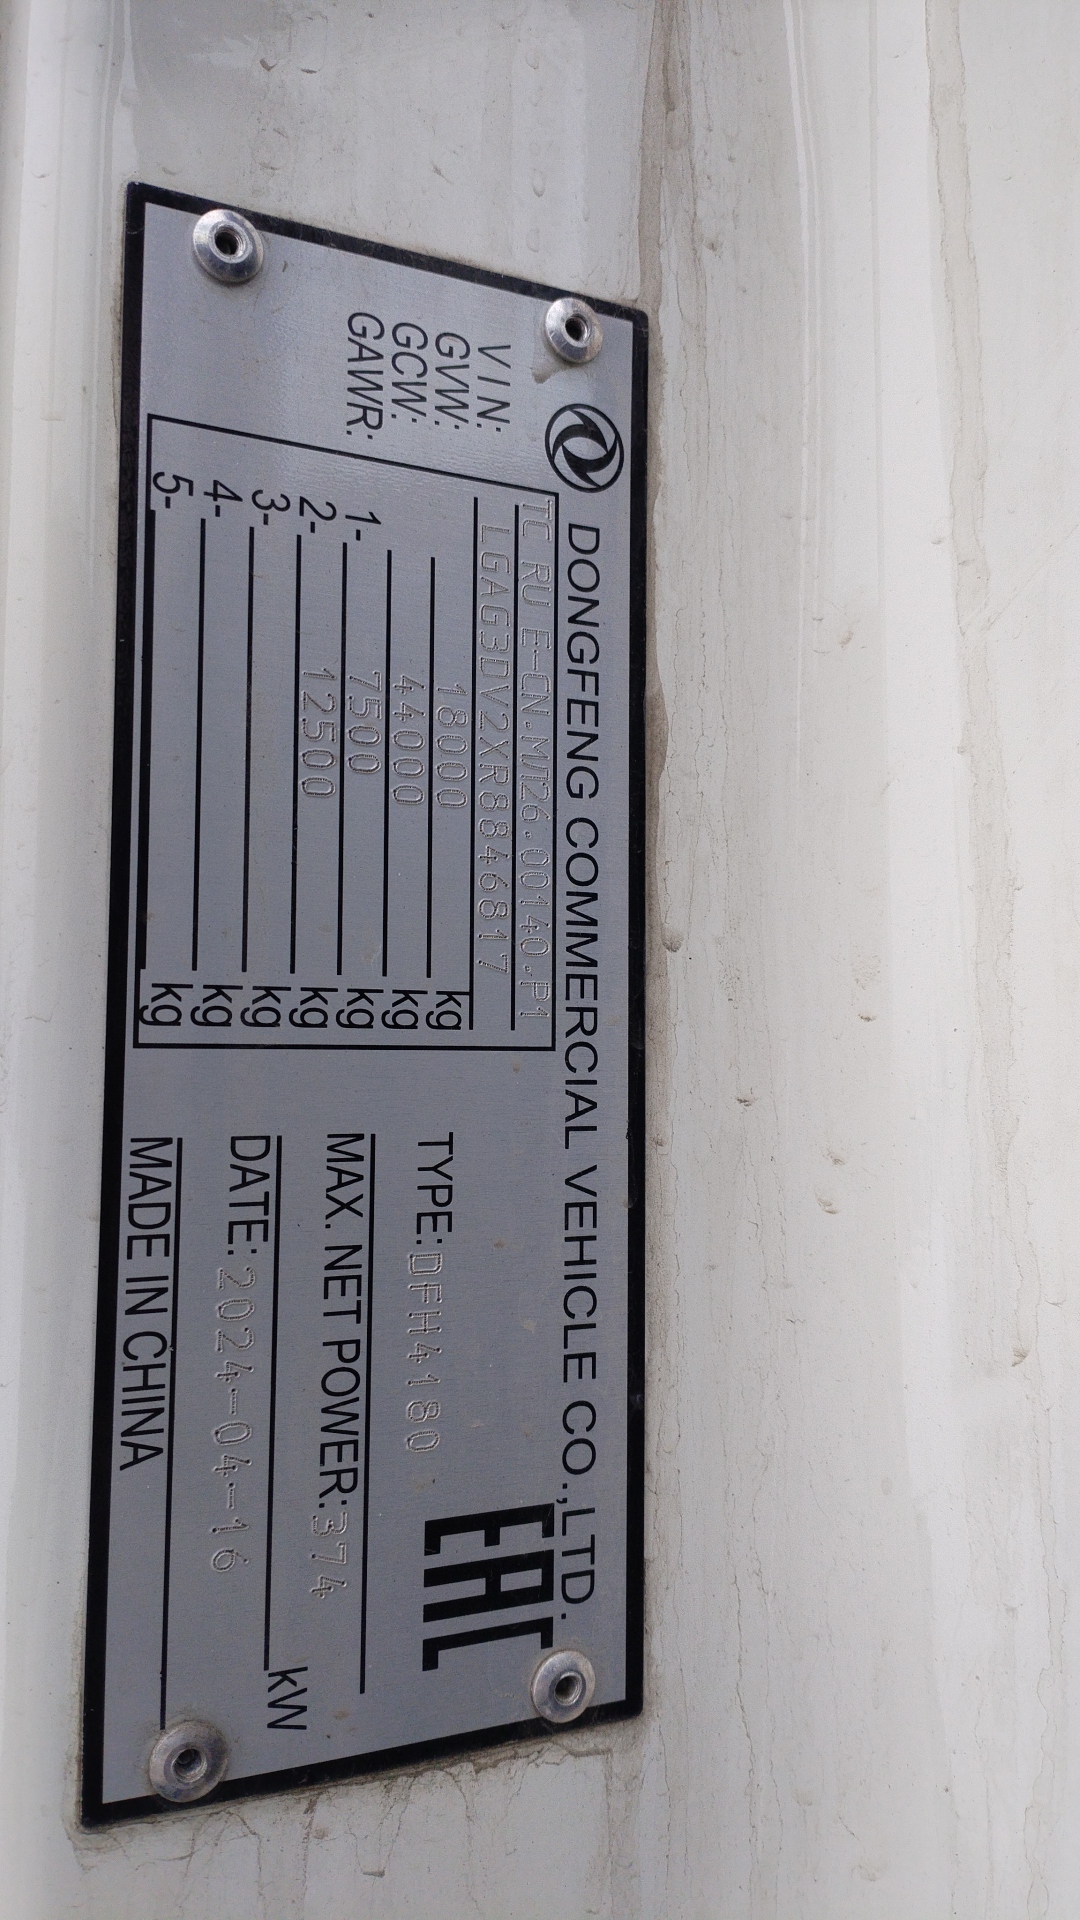 DONGFENG COMMERCIAL VEHICLE CO.,LTD.
TC RU E-CN.МЛ26.00140.P1
VIN: LGAG3DV2XR8846817
GVW: 18000 kg
GCW: 44000 kg
GAWR: 1- 7500 kg
2- 12500 kg
3- kg
4- kg
5- kg
EAC
TYPE: DFH4180
MAX. NET POWER: 374 kW
DATE: 2024-04-16
MADE IN CHINA